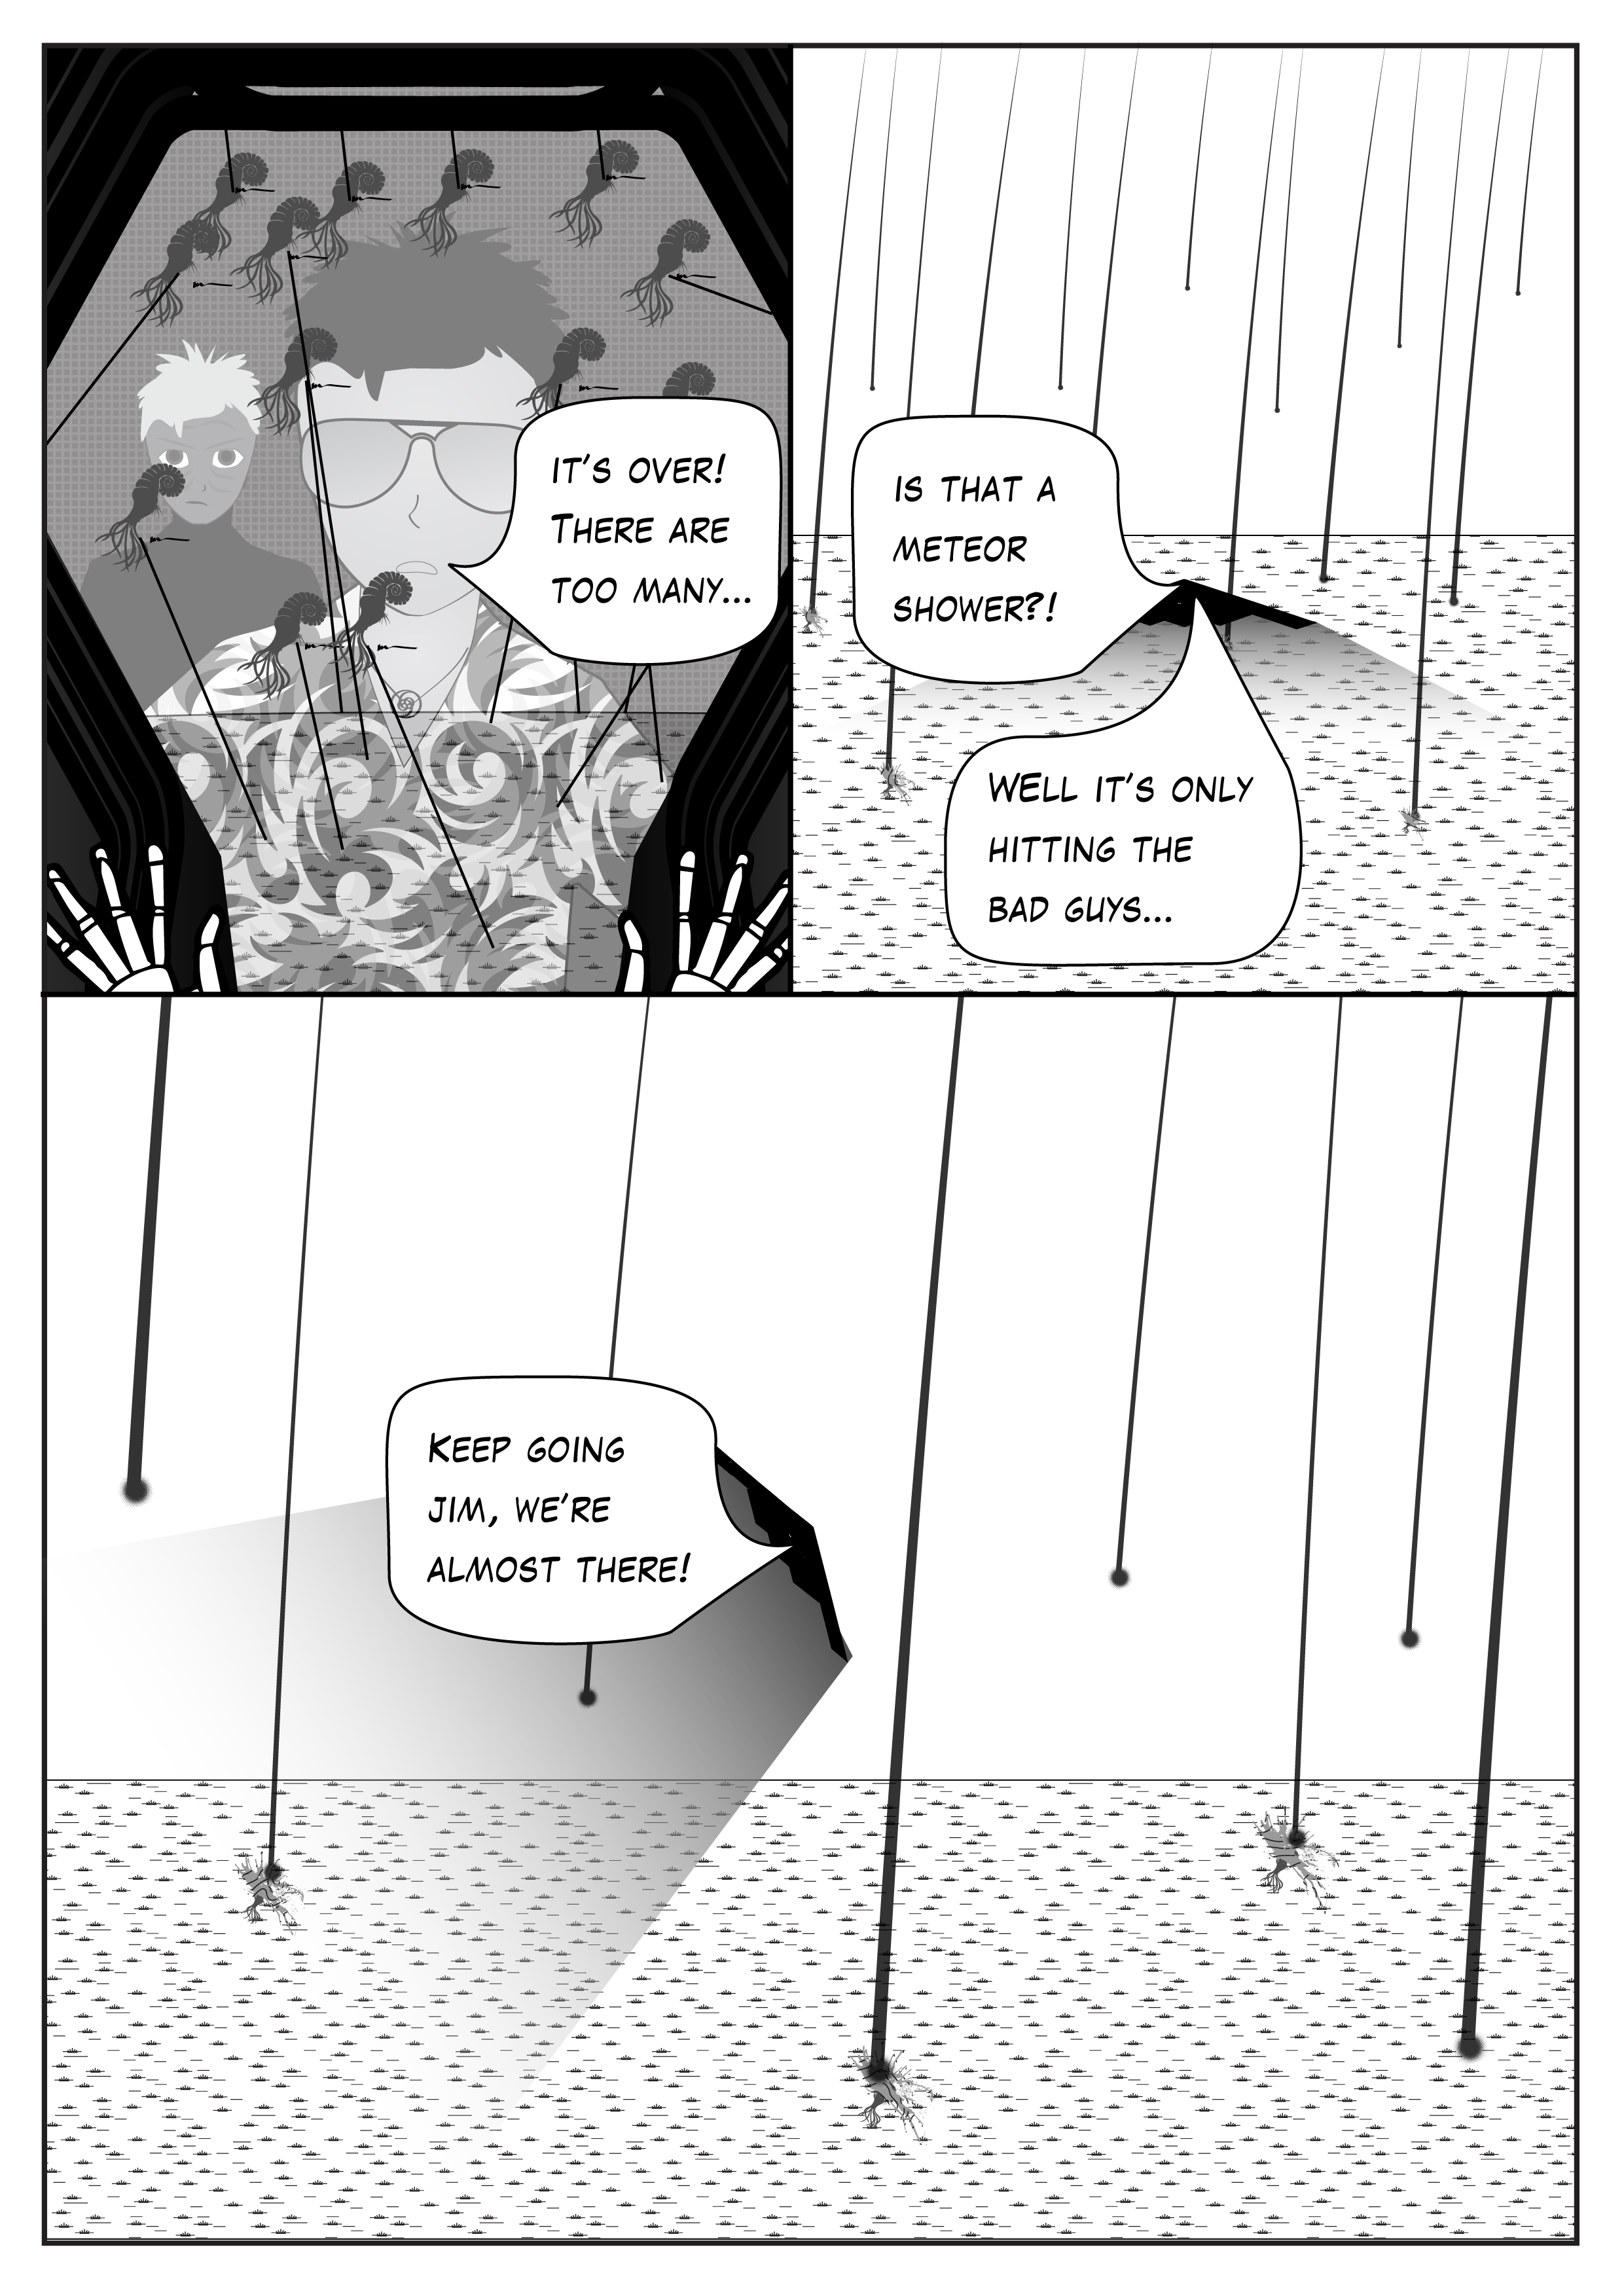 IT'S OVER!
THERE ARE
TOO MANY...
IS THAT A
METEOR
SHOWER?!
WELL IT'S ONLY
HITTING THE
BAD GUYS...
KEEP GOING
JIM, WE'RE
ALMOST THERE!